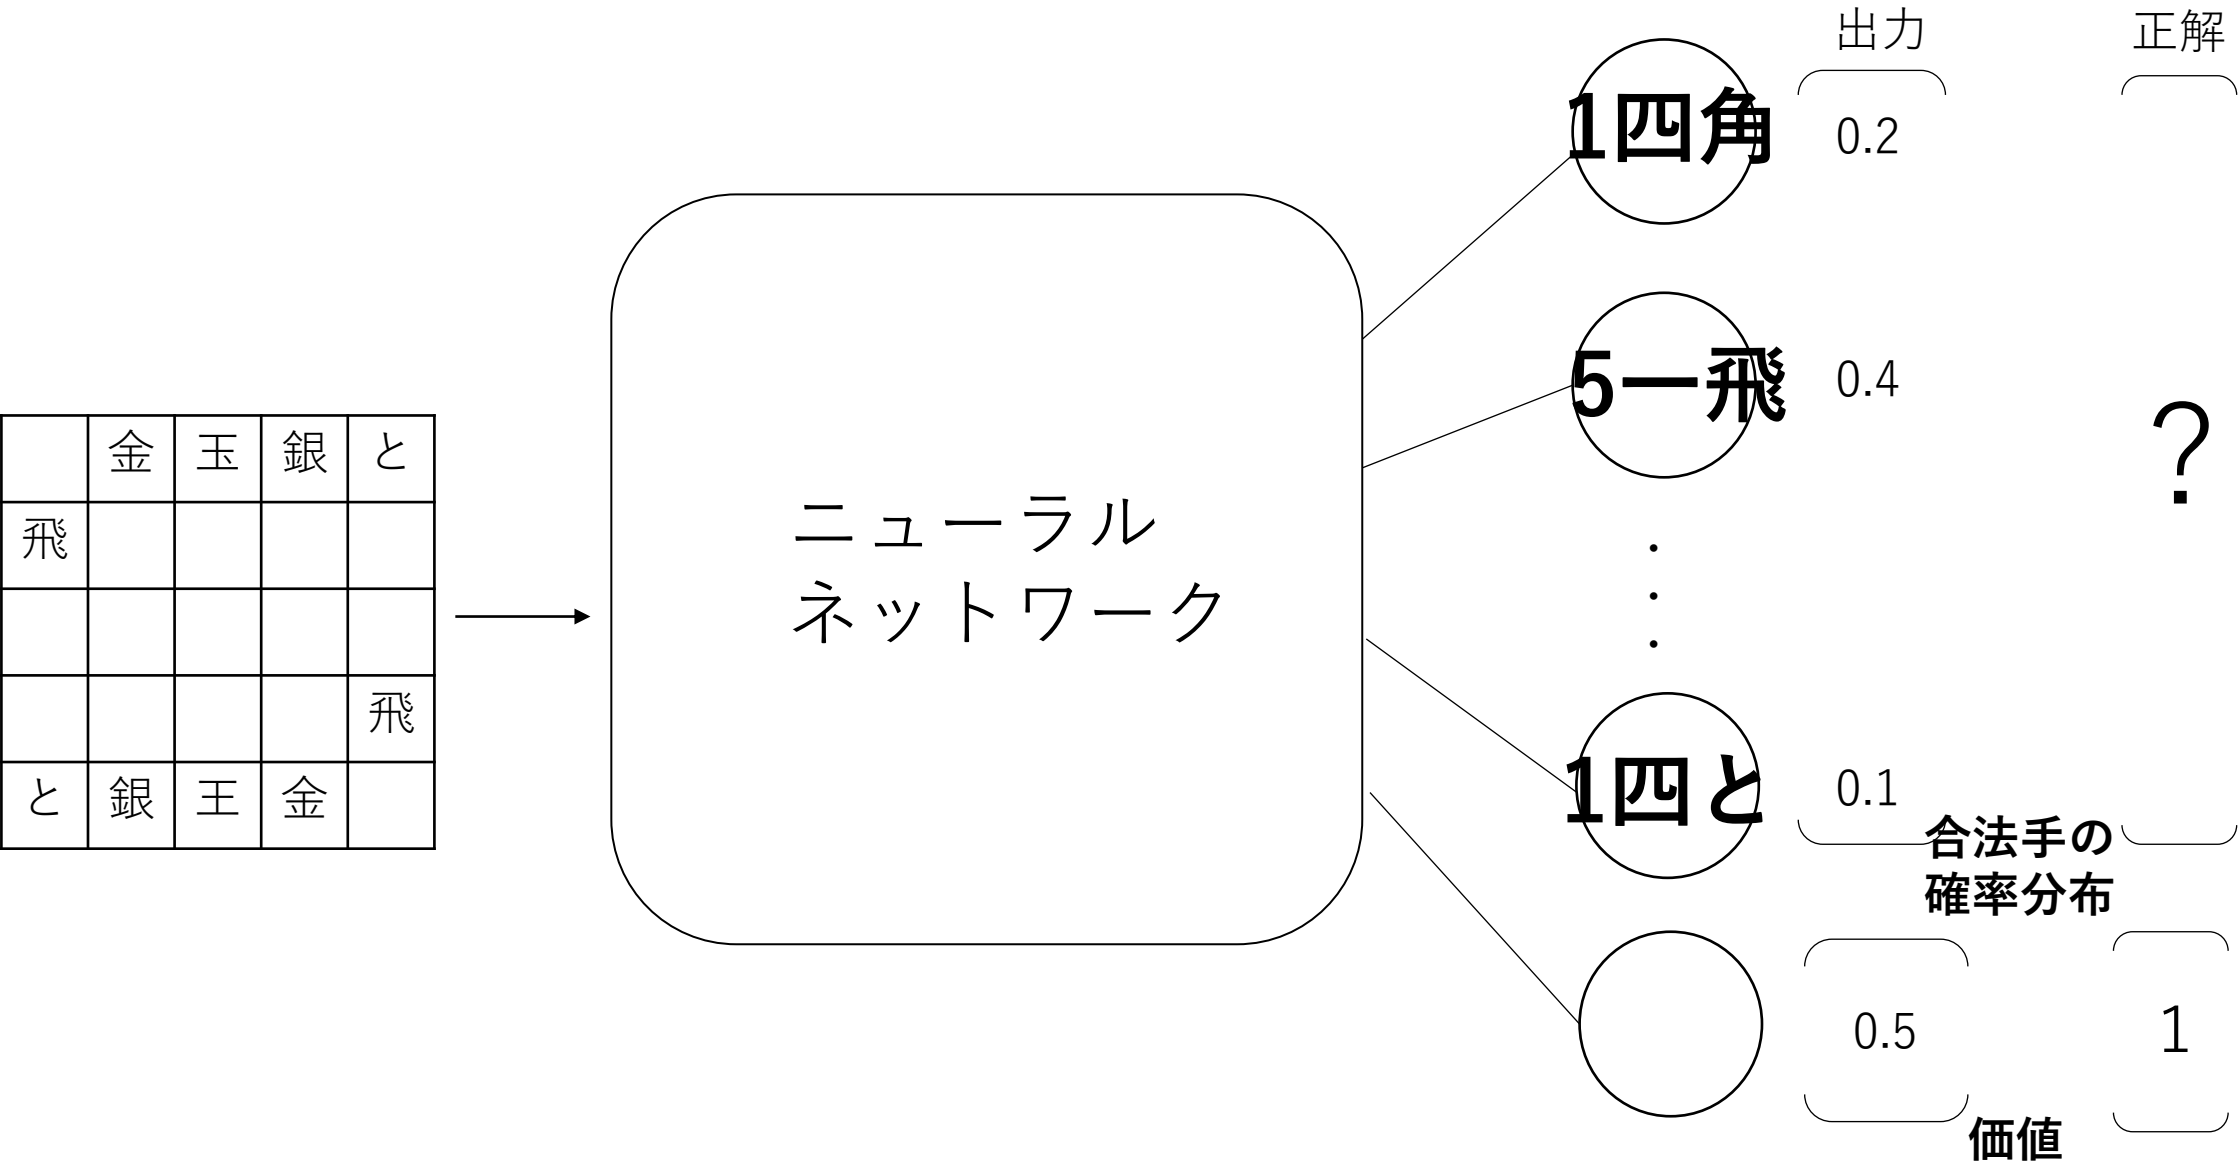 出力
正解
1四角
0.2
5一飛
0.4
?
金 玉 銀 と
飛
飛
と 銀 王 金
ニューラル
ネットワーク
・
・
・
1四と
0.1
合法手の
確率分布
0.5
1
価値